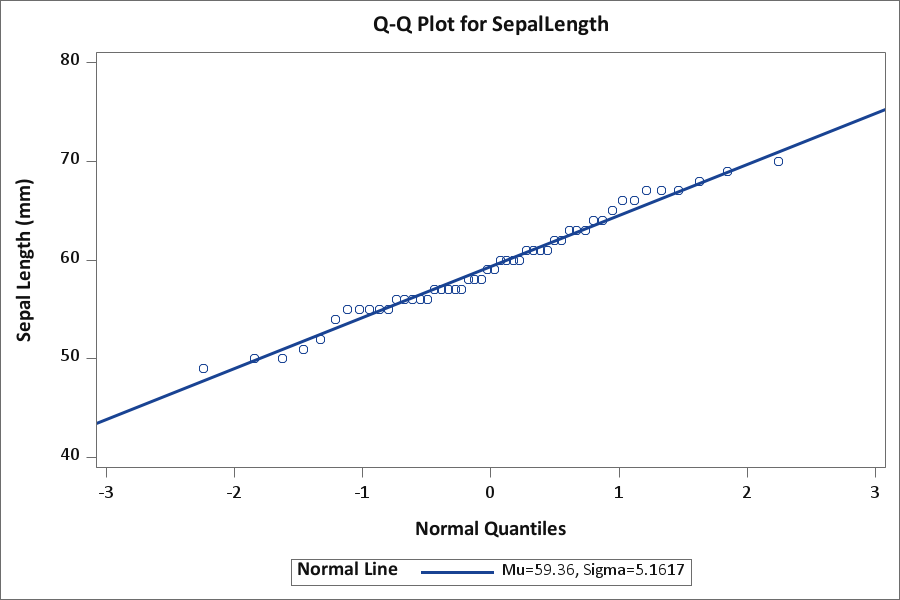 Q-Q Plot for SepalLength
80
70
60
50
40
Sepal Length (mm)
-3 -2 -1 0 1 2 3
Normal Quantiles
Normal Line Mu=59.36, Sigma=5.1617